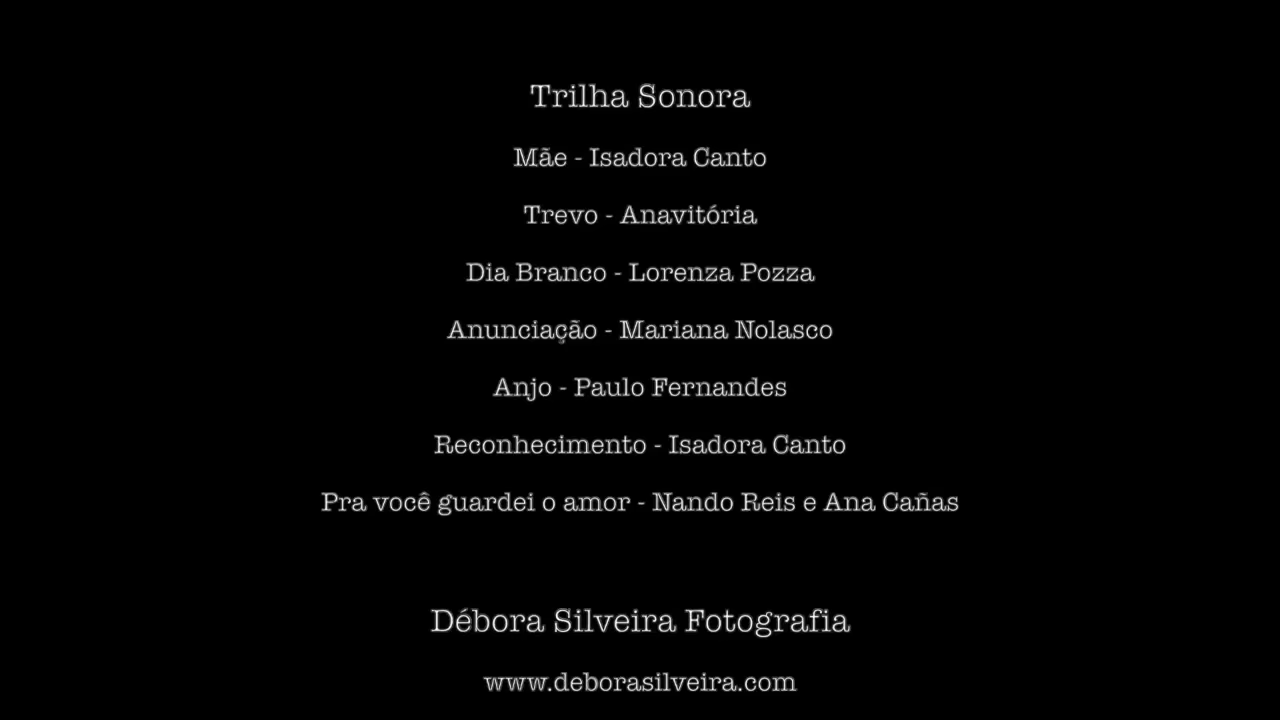 Trilha Sonora
Mãe - Isadora Canto
Trevo - Anavitória
Dia Branco - Lorenza Pozza
Anunciação - Mariana Nolasco
Anjo - Paulo Fernandes
Reconhecimento - Isadora Canto
Pra você guardei o amor - Nando Reis e Ana Cañas
Débora Silveira Fotografia
www.deborasilveira.com